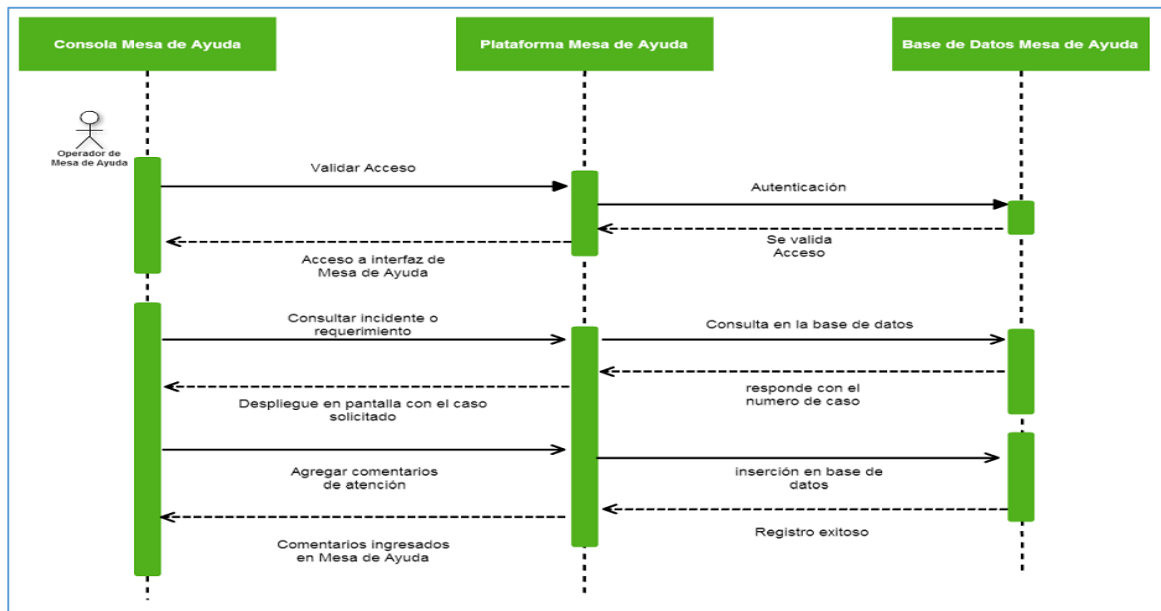 Consola Mesa de Ayuda
Plataforma Mesa de Ayuda
Base de Datos Mesa de Ayuda
Operador de
Mesa de Ayuda
Validar Acceso
Autenticación
Se valida
Acceso
Acceso a interfaz de
Mesa de Ayuda
Consultar incidente o
requerimiento
Consulta en la base de datos
responde con el
numero de caso
Despliegue en pantalla con el caso
solicitado
Agregar comentarios
de atención
inserción en base de
datos
Registro exitoso
Comentarios ingresados
en Mesa de Ayuda